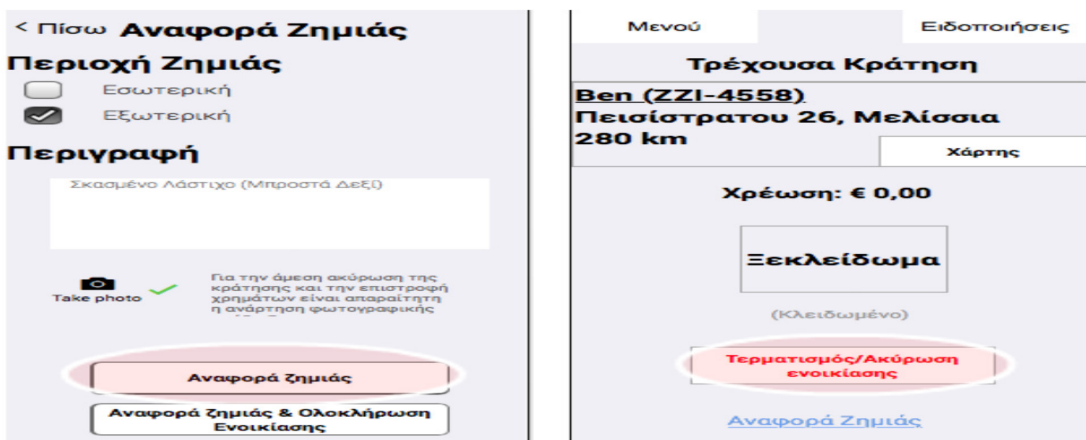 < Πίσω Αναφορά Ζημιάς
Περιοχή Ζημιάς
Εσωτερική
Εξωτερική
Περιγραφή
Σκασμένο Λάστιχο (Μπροστά Δεξί)
Take photo
Για την άμεση ακύρωση της
κράτησης και την επιστροφή
χρημάτων είναι απαραίτητη
η ανάρτηση φωτογραφικής
Αναφορά ζημιάς
Αναφορά ζημιάς & Ολοκλήρωση
Ενοικίασης
Μενού
Ειδοποιήσεις
Τρέχουσα Κράτηση
Ben (ZZI-4558)
Πεισίστρατου 26, Μελίσσια
280 km
Χάρτης
Χρέωση: € 0,00
Ξεκλείδωμα
(Κλειδωμένο)
Τερματισμός/Ακύρωση
ενοικίασης
Αναφορά Ζημιάς